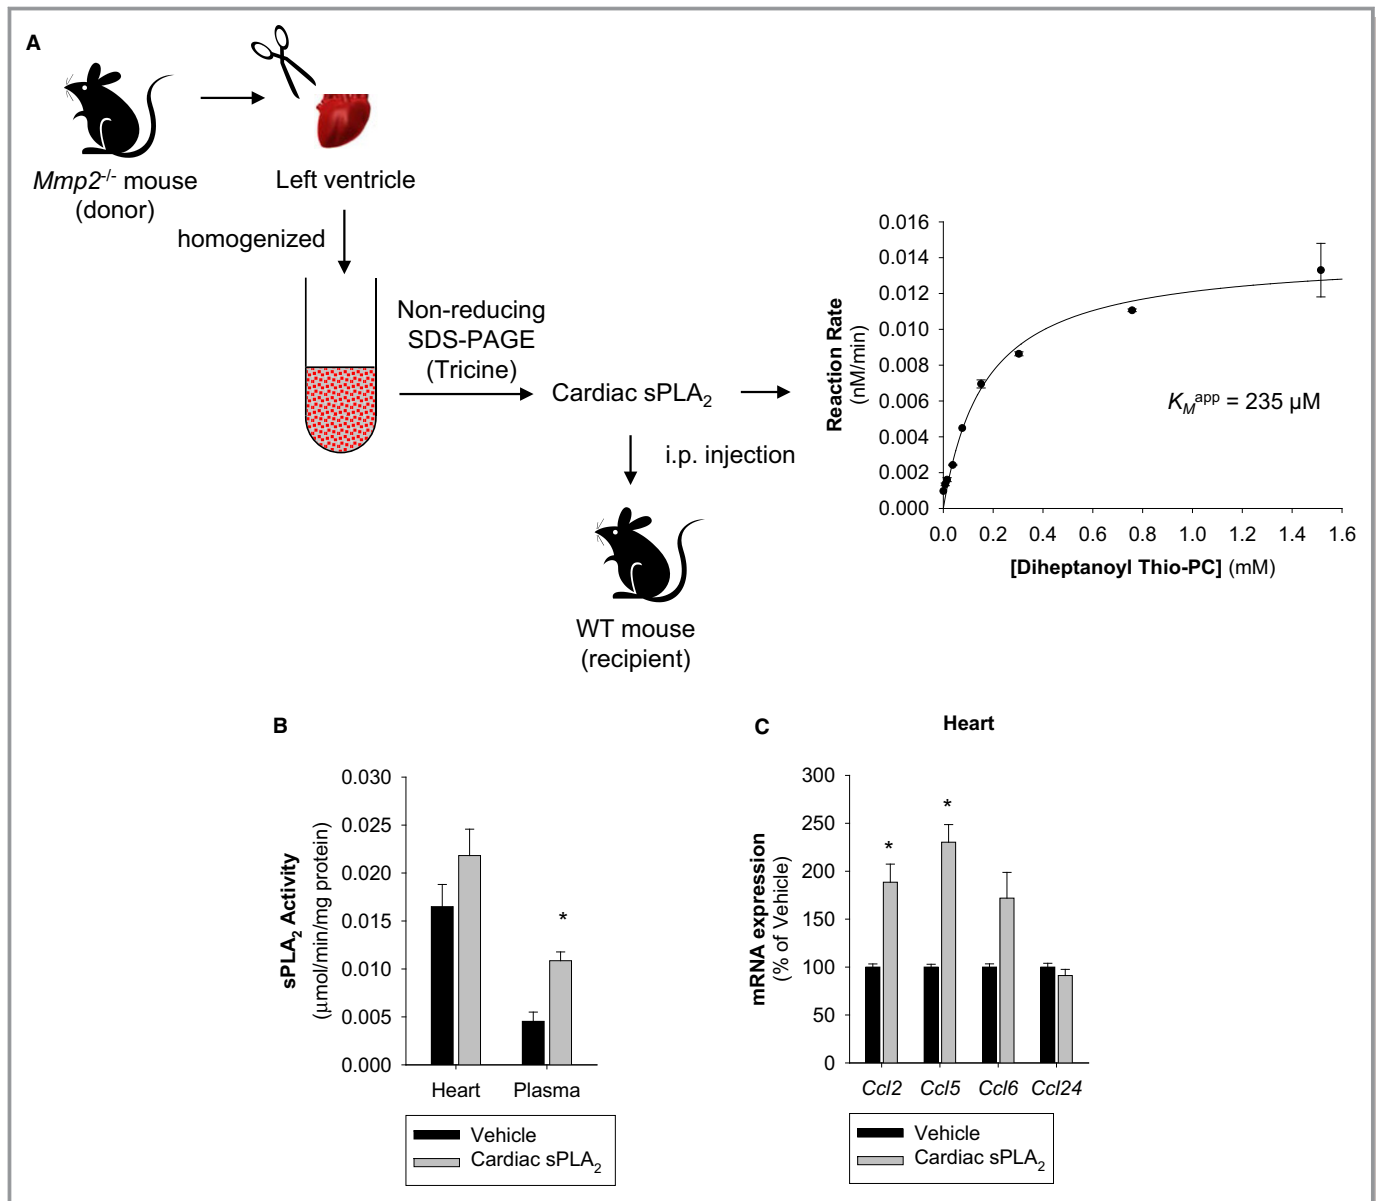 A
Mmp2-/- mouse
(donor)
Left ventricle
homogenized
Non-reducing
SDS-PAGE
(Tricine)
Cardiac sPLA2
i.p. injection
WT mouse
(recipient)
Reaction Rate
(nM/min)
0.016
0.014
0.012
0.010
0.008
0.006
0.004
0.002
0.000
KMapp = 235 µM
0.0 0.2 0.4 0.6 0.8 1.0 1.2 1.4 1.6
[Diheptanoyl Thio-PC] (mM)
B
sPLA2 Activity
(µmol/min/mg protein)
0.030
0.025
0.020
0.015
0.010
0.005
0.000
*
Heart Plasma
Vehicle
Cardiac sPLA2
C
Heart
mRNA expression
(% of Vehicle)
300
250
200
150
100
50
0
* *
Ccl2 Ccl5 Ccl6 Ccl24
Vehicle
Cardiac sPLA2